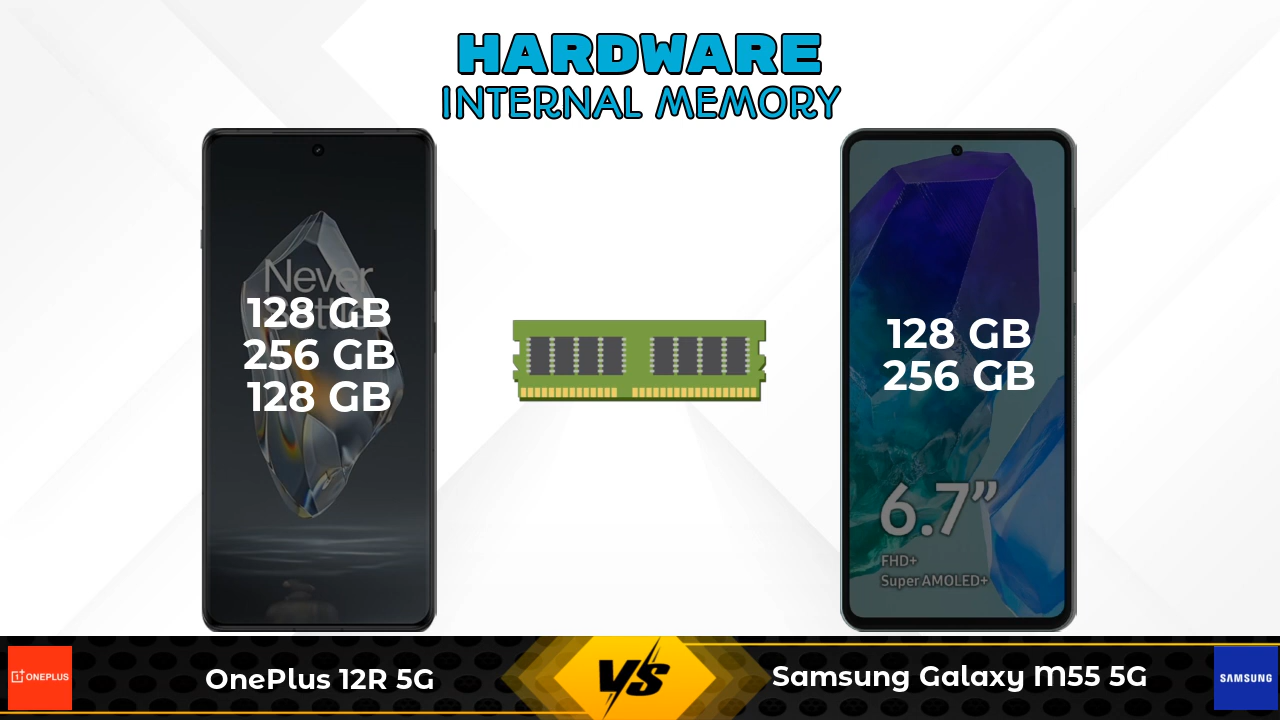 HARDWARE
INTERNAL MEMORY
Never
128 GB
256 GB
128 GB
128 GB
256 GB
6.7”
FHD+
Super AMOLED+
ONEPLUS
OnePlus 12R 5G
VS
Samsung Galaxy M55 5G
SAMSUNG